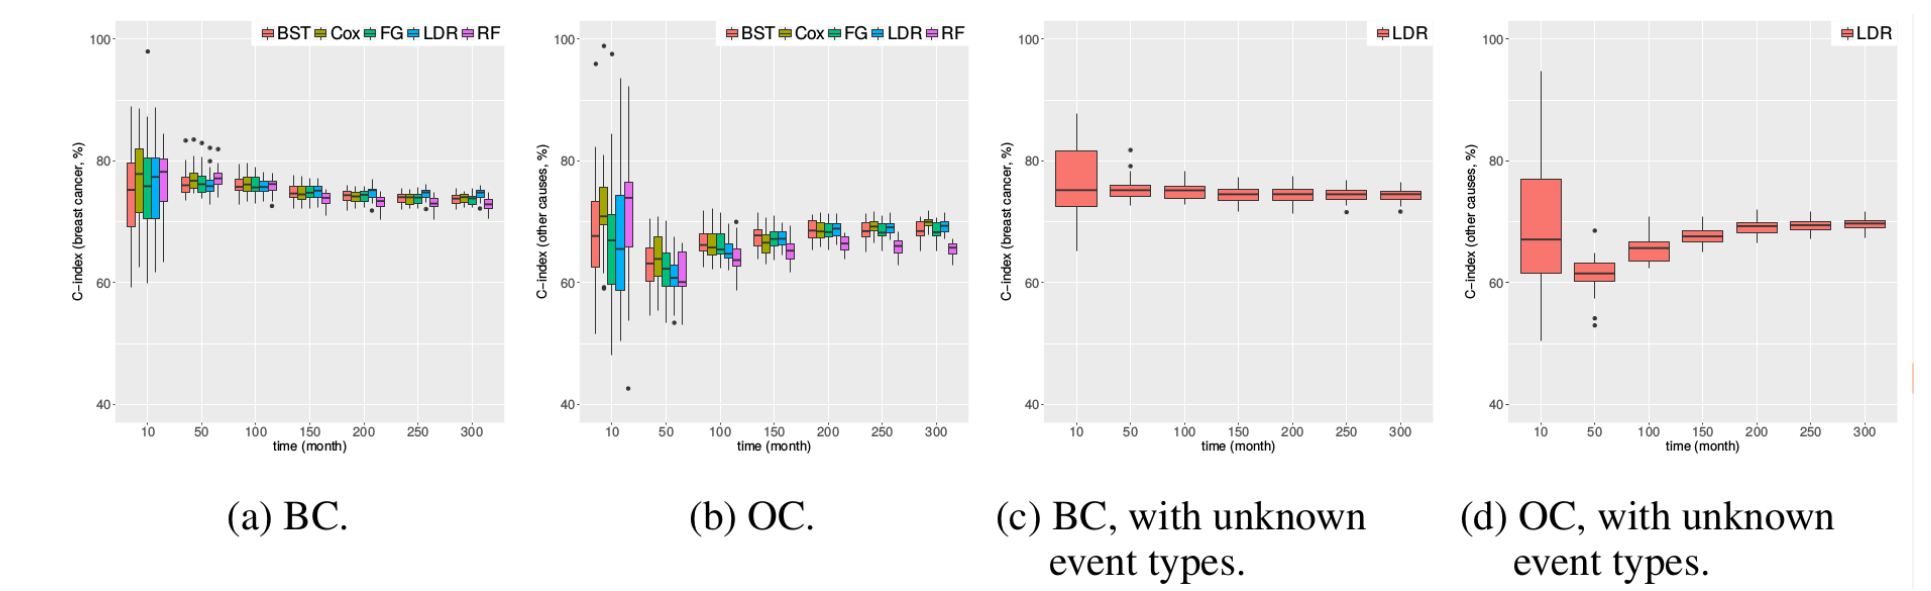 BST Cox FG LDR RF
100
80
60
40
C-index (breast cancer, %)
10 50 100 150 200 250 300
time (month)
(a) BC.
BST Cox FG LDR RF
100
80
60
40
C-index (other causes, %)
10 50 100 150 200 250 300
time (month)
(b) OC.
LDR
100
80
60
40
C-index (breast cancer, %)
10 50 100 150 200 250 300
time (month)
(c) BC, with unknown
event types.
LDR
100
80
60
40
C-index (other causes, %)
10 50 100 150 200 250 300
time (month)
(d) OC, with unknown
event types.